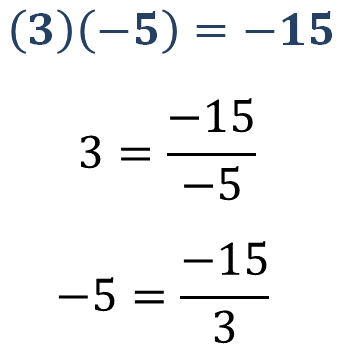 (3)(−5) = −15
3 = −15/−5
−5 = −15/3